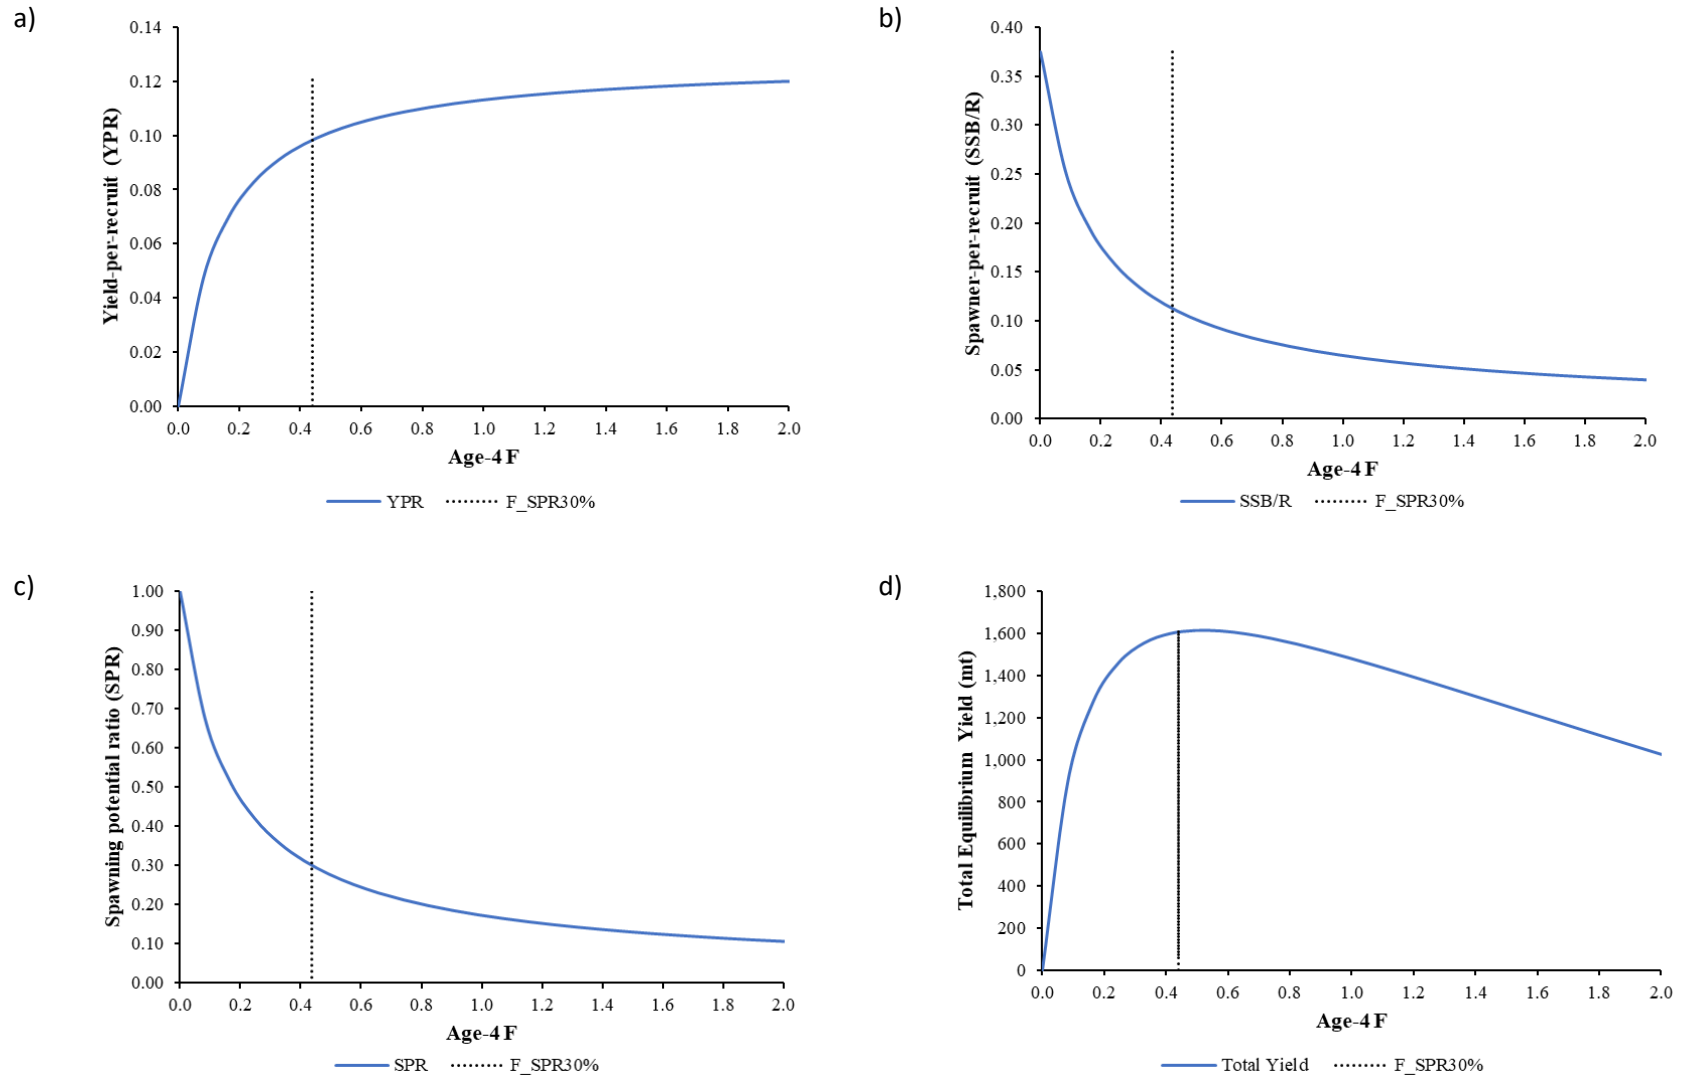 a)
0.14
0.12
0.10
0.08
0.06
0.04
0.02
0.00
Yield-per-recruit (YPR)
0.0 0.2 0.4 0.6 0.8 1.0 1.2 1.4 1.6 1.8 2.0
Age-4 F
YPR F_SPR30%
b)
0.40
0.35
0.30
0.25
0.20
0.15
0.10
0.05
0.00
Spawner-per-recruit (SSB/R)
0.0 0.2 0.4 0.6 0.8 1.0 1.2 1.4 1.6 1.8 2.0
Age-4 F
SSB/R F_SPR30%
c)
1.00
0.90
0.80
0.70
0.60
0.50
0.40
0.30
0.20
0.10
0.00
Spawning potential ratio (SPR)
0.0 0.2 0.4 0.6 0.8 1.0 1.2 1.4 1.6 1.8 2.0
Age-4 F
SPR F_SPR30%
d)
1,800
1,600
1,400
1,200
1,000
800
600
400
200
0
Total Equilibrium Yield (mt)
0.0 0.2 0.4 0.6 0.8 1.0 1.2 1.4 1.6 1.8 2.0
Age-4 F
Total Yield F_SPR30%